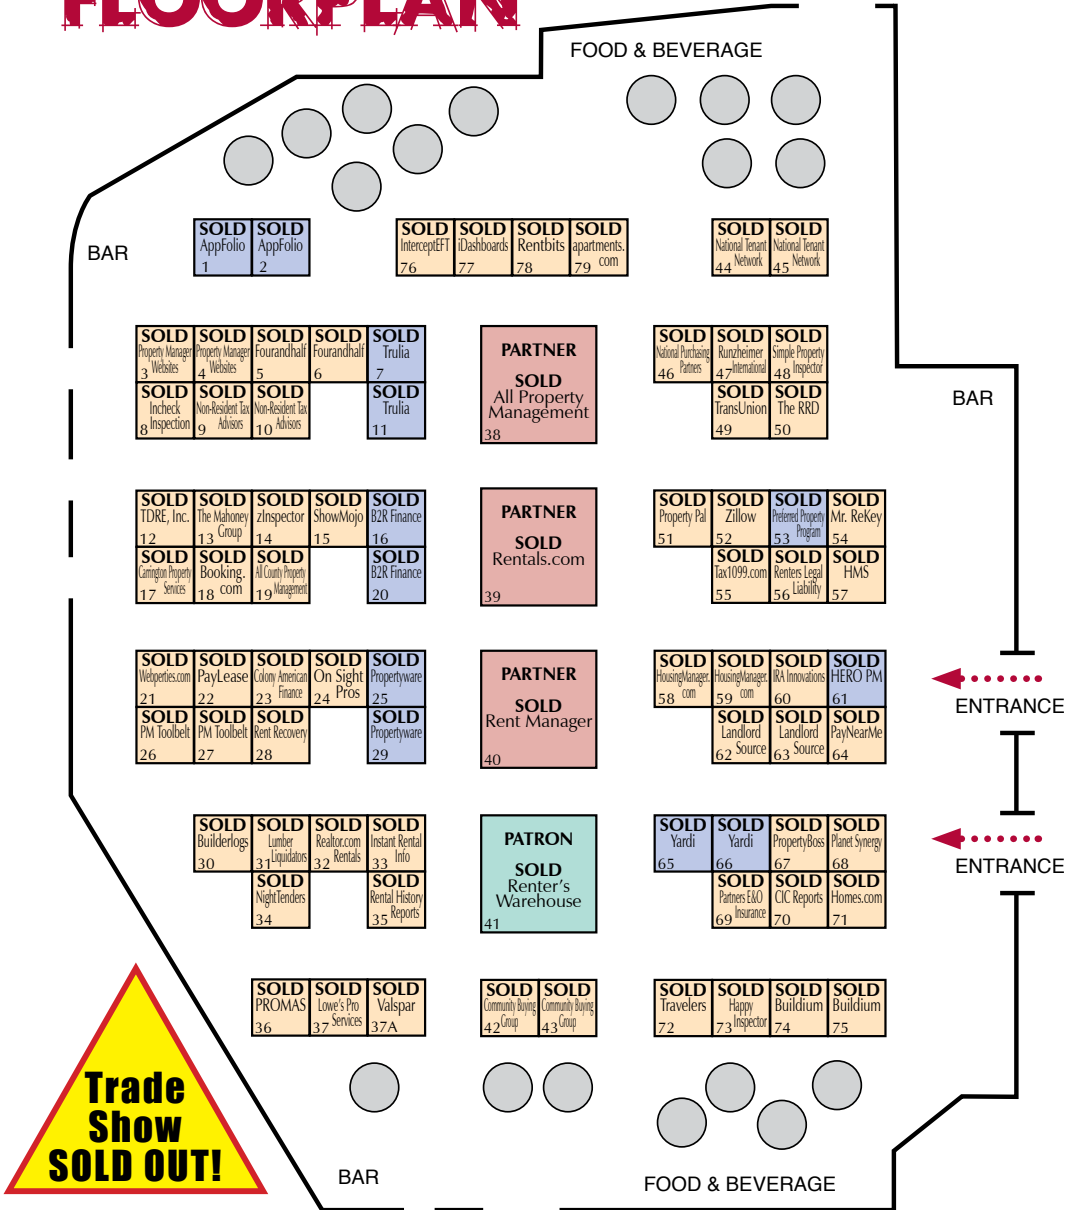 FLOORPLAN
FOOD & BEVERAGE
BAR
SOLD
AppFolio
1
SOLD
AppFolio
2
SOLD
InterceptEFT
76
SOLD
iDashboards
77
SOLD
Rentbits
78
SOLD
apartments.
com
79
SOLD
National Tenant
Network
44
SOLD
National Tenant
Network
45
SOLD
Property Manager
Websites
3
SOLD
Property Manager
Websites
4
SOLD
Fourandhalf
5
SOLD
Fourandhalf
6
SOLD
Trulia
7
SOLD
Incheck
Inspection
8
SOLD
Non-Resident Tax
Advisors
9
SOLD
Non-Resident Tax
Advisors
10
SOLD
Trulia
11
PARTNER
SOLD
All Property
Management
38
SOLD
National Purchasing
Partners
46
SOLD
Runzheimer
International
47
SOLD
Simple Property
Inspector
48
SOLD
TransUnion
49
SOLD
The RRD
50
BAR
SOLD
TDRE, Inc.
12
SOLD
The Mahoney
Group
13
SOLD
zInspector
14
SOLD
ShowMojo
15
SOLD
B2R Finance
16
SOLD
Carrington Property
Services
17
SOLD
Booking.
com
18
SOLD
All County Property
Management
19
SOLD
B2R Finance
20
PARTNER
SOLD
Rentals.com
39
SOLD
Property Pal
51
SOLD
Zillow
52
SOLD
Preferred Property
Program
53
SOLD
Mr. ReKey
54
SOLD
Tax1099.com
55
SOLD
Renters Legal
Liability
56
SOLD
HMS
57
SOLD
Webperties.com
21
SOLD
PayLease
22
SOLD
Colony American
Finance
23
SOLD
On Sight
Pros
24
SOLD
Propertyware
25
SOLD
PM Toolbelt
26
SOLD
PM Toolbelt
27
SOLD
Rent Recovery
28
SOLD
Propertyware
29
PARTNER
SOLD
Rent Manager
40
SOLD
HousingManager.
com
58
SOLD
HousingManager.
com
59
SOLD
IRA Innovations
60
SOLD
HERO PM
61
SOLD
Landlord
Source
62
SOLD
Landlord
Source
63
SOLD
PayNearMe
64
ENTRANCE
SOLD
Builderlogs
30
SOLD
Lumber
Liquidators
31
SOLD
Realtor.com
Rentals
32
SOLD
Instant Rental
Info
33
SOLD
NightTenders
34
SOLD
Rental History
Reports
35
PATRON
SOLD
Renter's
Warehouse
41
SOLD
Yardi
65
SOLD
Yardi
66
SOLD
PropertyBoss
67
SOLD
Planet Synergy
68
SOLD
Partners E&O
Insurance
69
SOLD
CIC Reports
70
SOLD
Homes.com
71
ENTRANCE
SOLD
PROMAS
36
SOLD
Lowe's Pro
Services
37
SOLD
Valspar
37A
SOLD
Community Buying
Group
42
SOLD
Community Buying
Group
43
SOLD
Travelers
72
SOLD
Happy
Inspector
73
SOLD
Buildium
74
SOLD
Buildium
75
Trade
Show
SOLD OUT!
BAR
FOOD & BEVERAGE